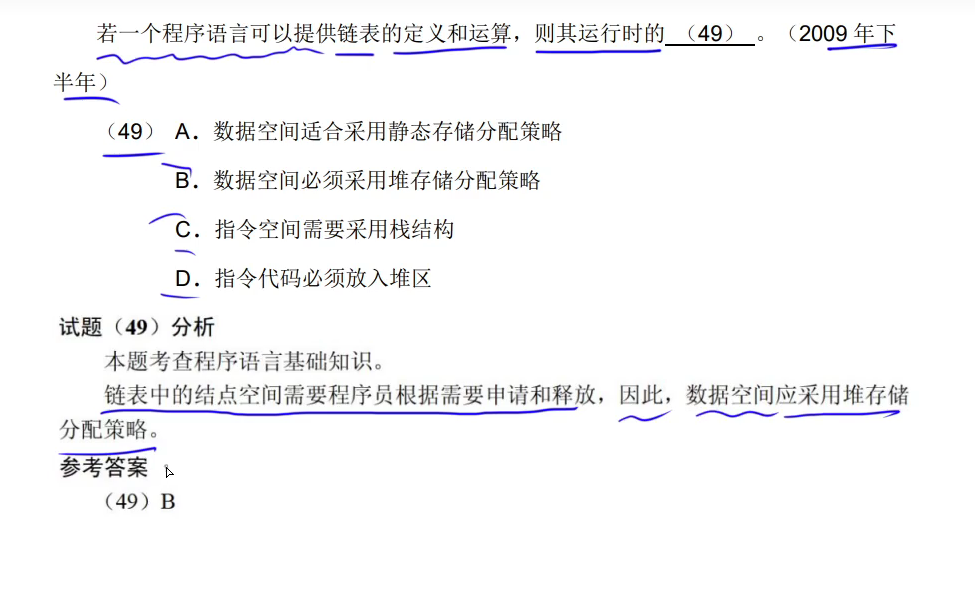 若一个程序语言可以提供链表的定义和运算，则其运行时的 （49） 。（2009 年下
半年）
（49） A．数据空间适合采用静态存储分配策略
B．数据空间必须采用堆存储分配策略
C．指令空间需要采用栈结构
D．指令代码必须放入堆区
试题（49）分析
本题考查程序语言基础知识。
链表中的结点空间需要程序员根据需要申请和释放，因此，数据空间应采用堆存储
分配策略。
参考答案
（49）B